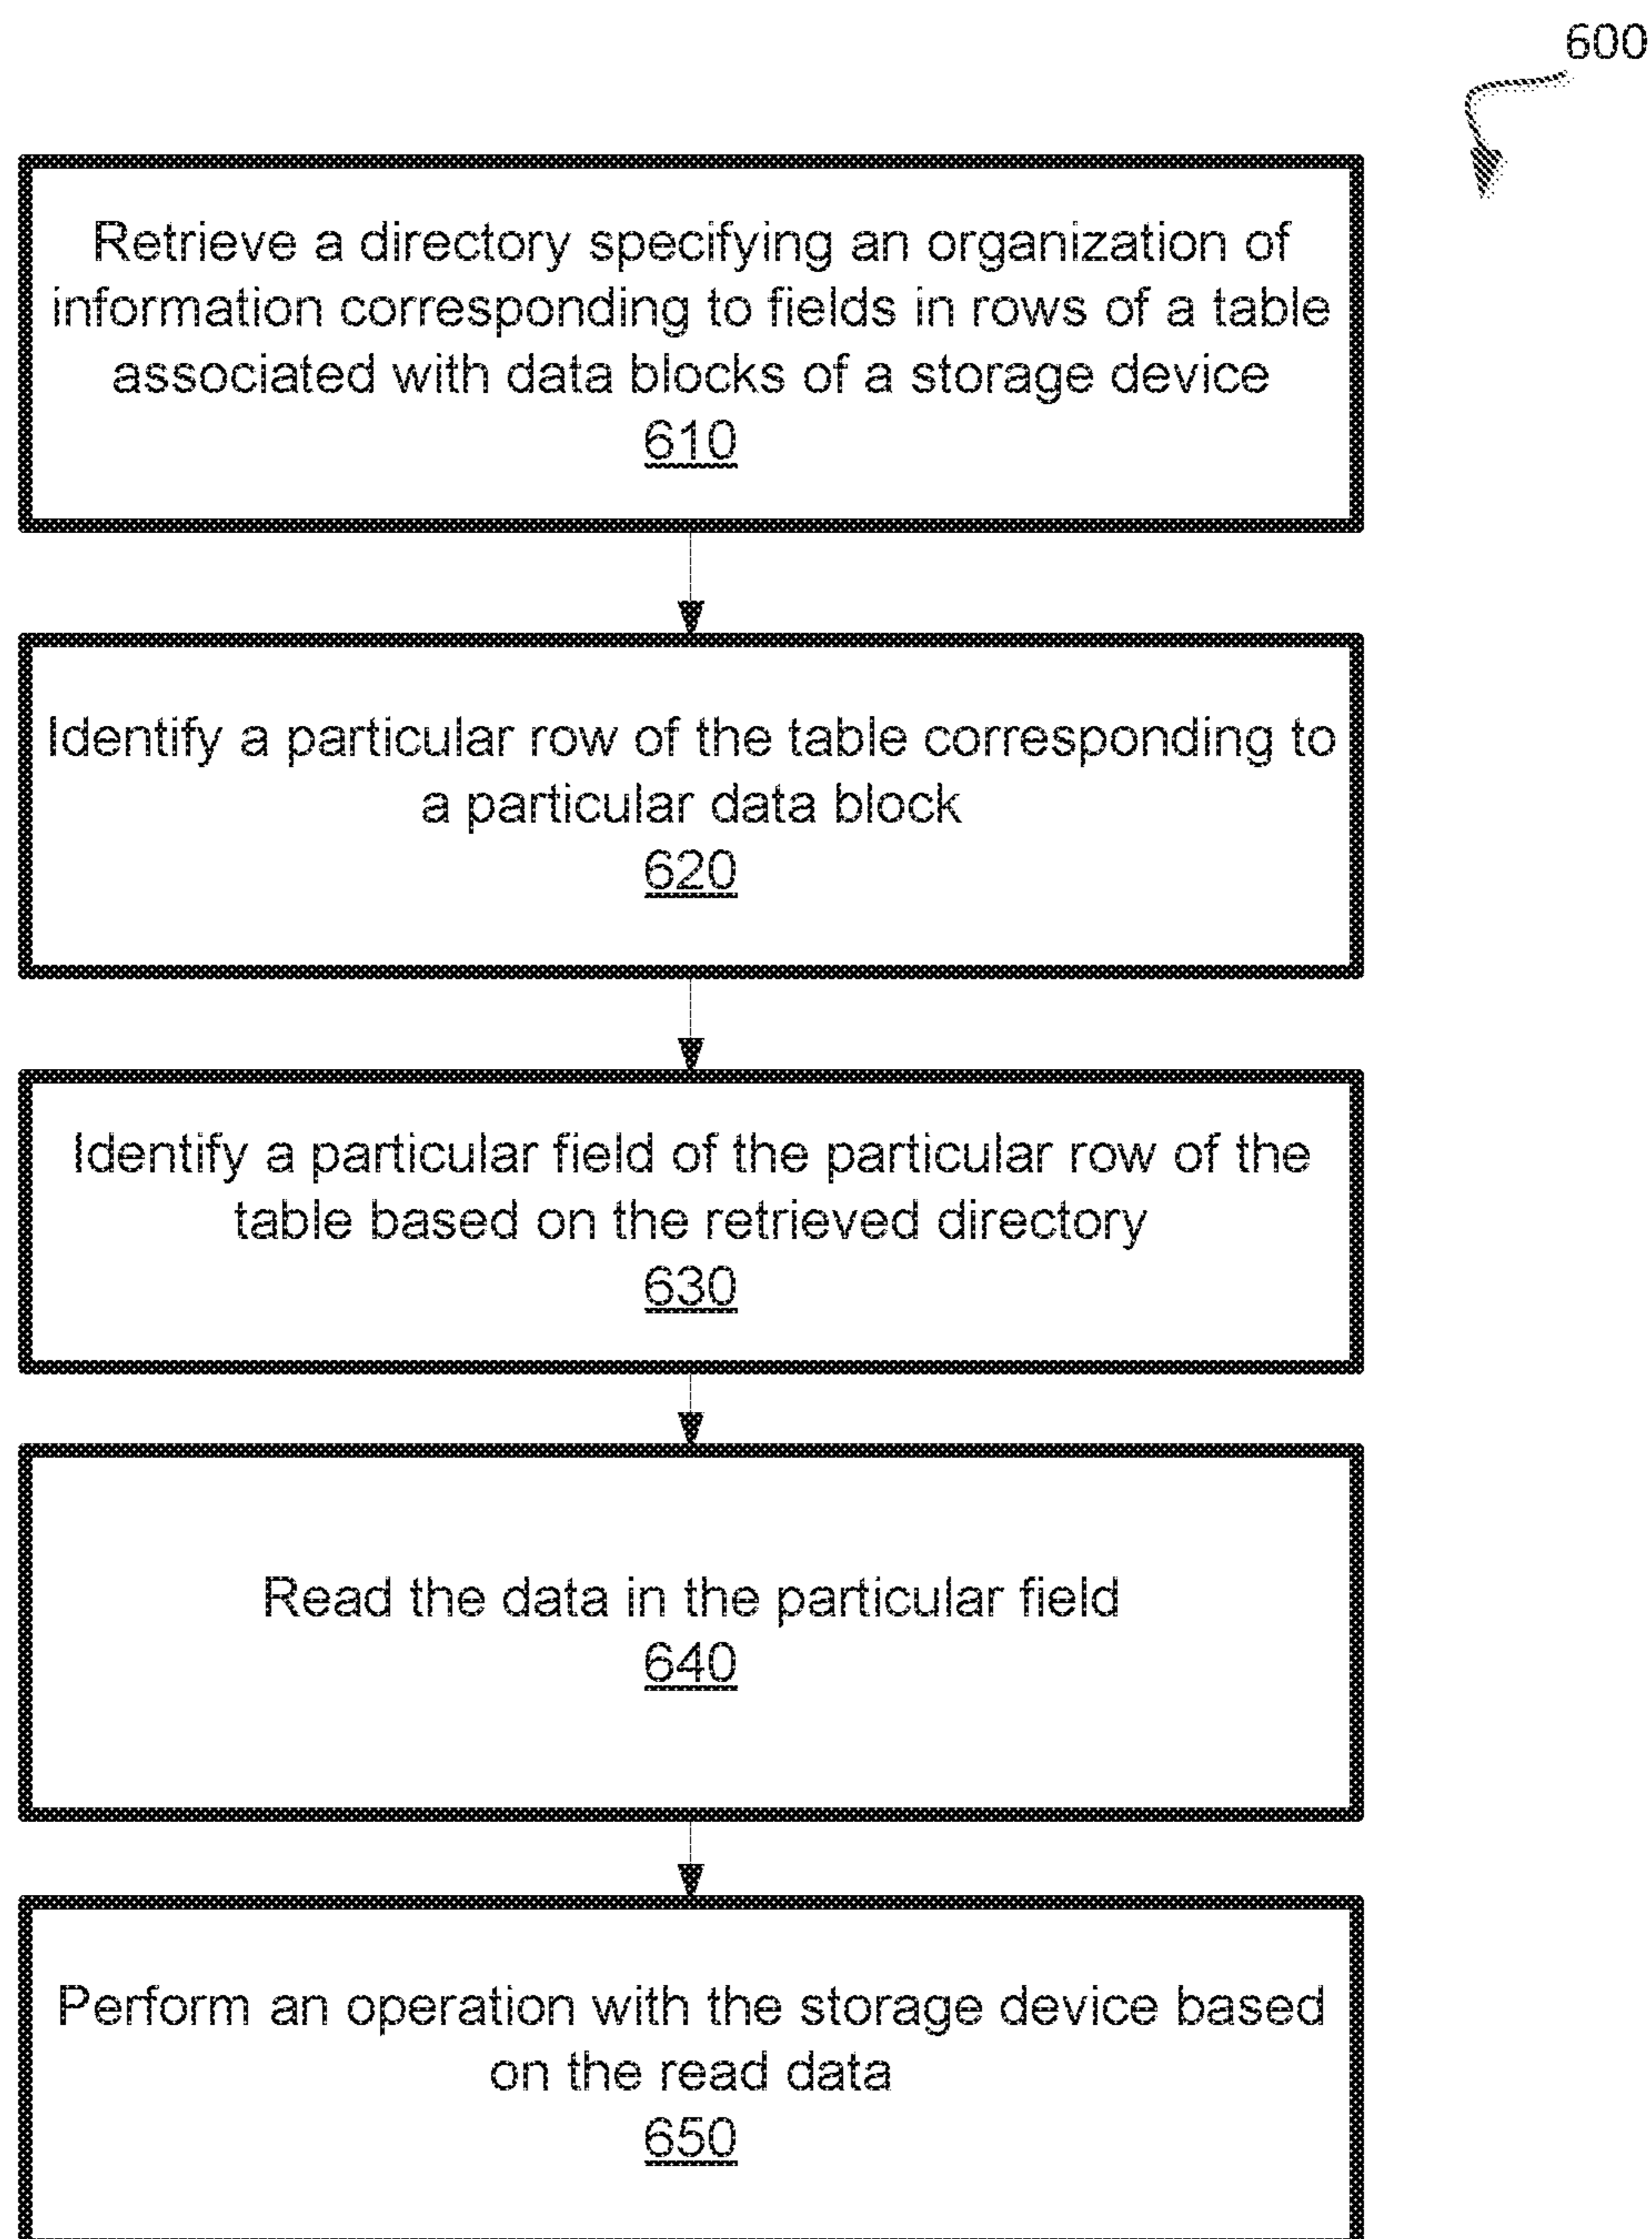 600
Retrieve a directory specifying an organization of
information corresponding to fields in rows of a table
associated with data blocks of a storage device
610
Identify a particular row of the table corresponding to
a particular data block
620
Identify a particular field of the particular row of the
table based on the retrieved directory
630
Read the data in the particular field
640
Perform an operation with the storage device based
on the read data
650